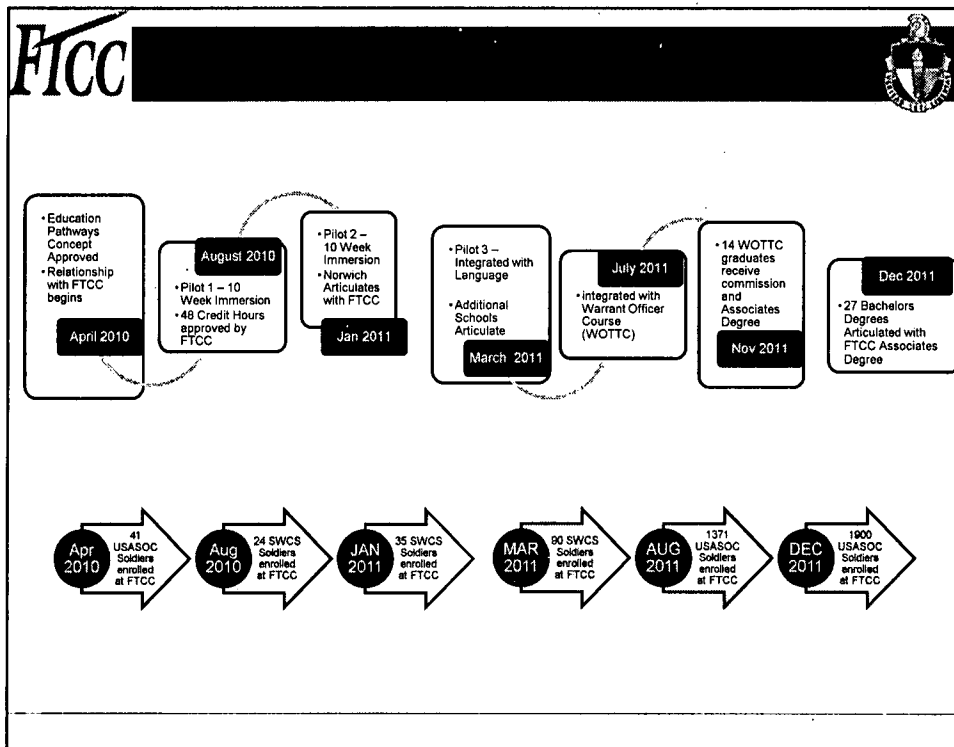 FTCC
• Education
Pathways
Concept
Approved
• Relationship
with FTCC
begins
April 2010
August 2010
• Pilot 1 – 10
Week Immersion
• 48 Credit Hours
approved by
FTCC
• Pilot 2 –
10 Week
Immersion
• Norwich
Articulates
with FTCC
Jan 2011
• Pilot 3 –
Integrated with
Language
• Additional
Schools
Articulate
March 2011
July 2011
• integrated with
Warrant Officer
Course
(WOTTC)
• 14 WOTTC
graduates
receive
commission
and
Associates
Degree
Nov 2011
Dec 2011
• 27 Bachelors
Degrees
Articulated with
FTCC Associates
Degree
Apr
2010
41
USASOC
Soldiers
enrolled
at FTCC
Aug
2010
24 SWCS
Soldiers
enrolled
at FTCC
JAN
2011
35 SWCS
Soldiers
enrolled
at FTCC
MAR
2011
90 SWCS
Soldiers
enrolled
at FTCC
AUG
2011
1371
USASOC
Soldiers
enrolled
at FTCC
DEC
2011
1900
USASOC
Soldiers
enrolled
at FTCC